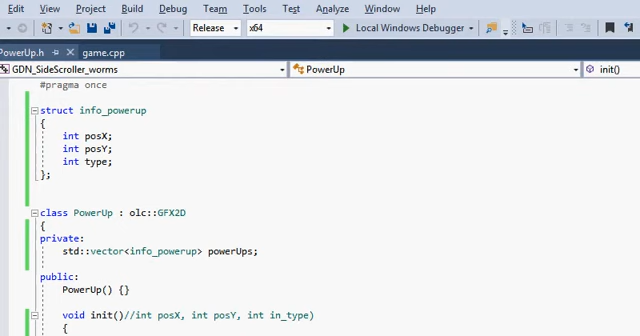 Edit View Project Build Debug Team Tools Test Analyze Window Help
Release x64 Local Windows Debugger
PowerUp.h game.cpp
GDN_SideScroller_worms PowerUp init()
#pragma once
struct info_powerup
{
int posX;
int posY;
int type;
};
class PowerUp : olc::GFX2D
{
private:
std::vector<info_powerup> powerUps;
public:
PowerUp() {}
void init()//int posX, int posY, int in_type)
{